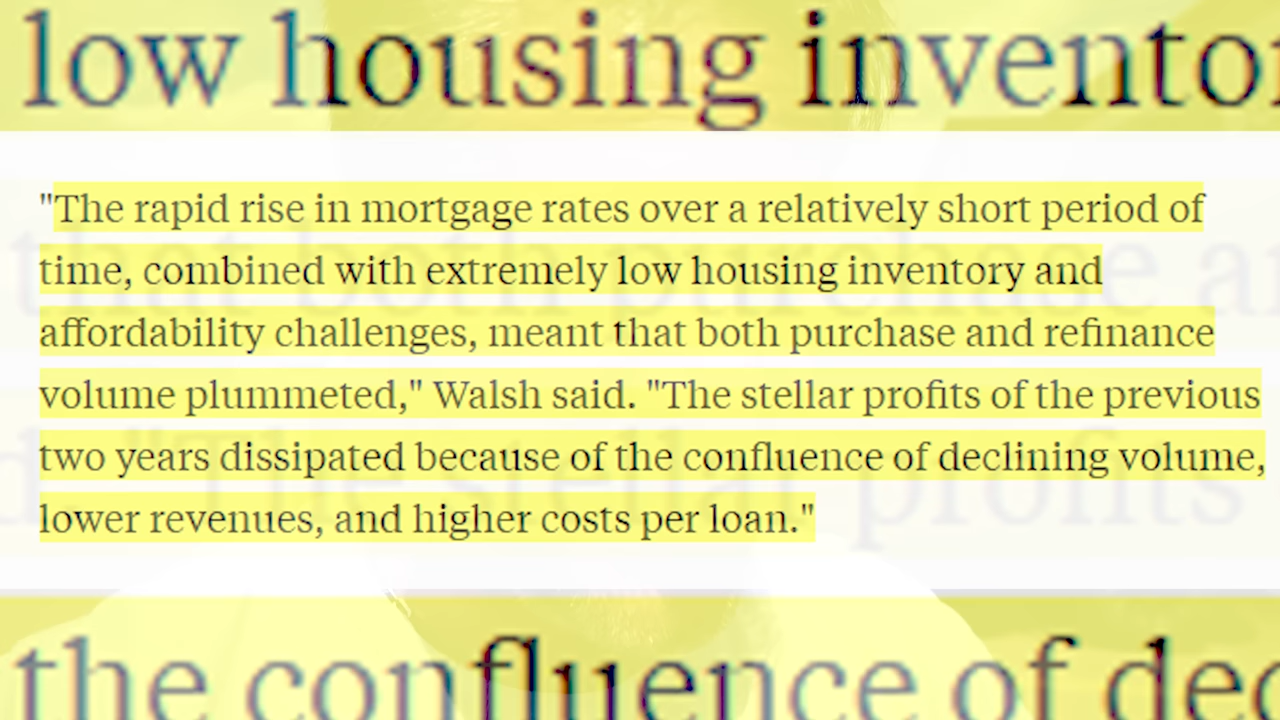 low housing invento
"The rapid rise in mortgage rates over a relatively short period of
time, combined with extremely low housing inventory and
affordability challenges, meant that both purchase and refinance
volume plummeted," Walsh said. "The stellar profits of the previous
two years dissipated because of the confluence of declining volume,
lower revenues, and higher costs per loan."
the confluence of dec